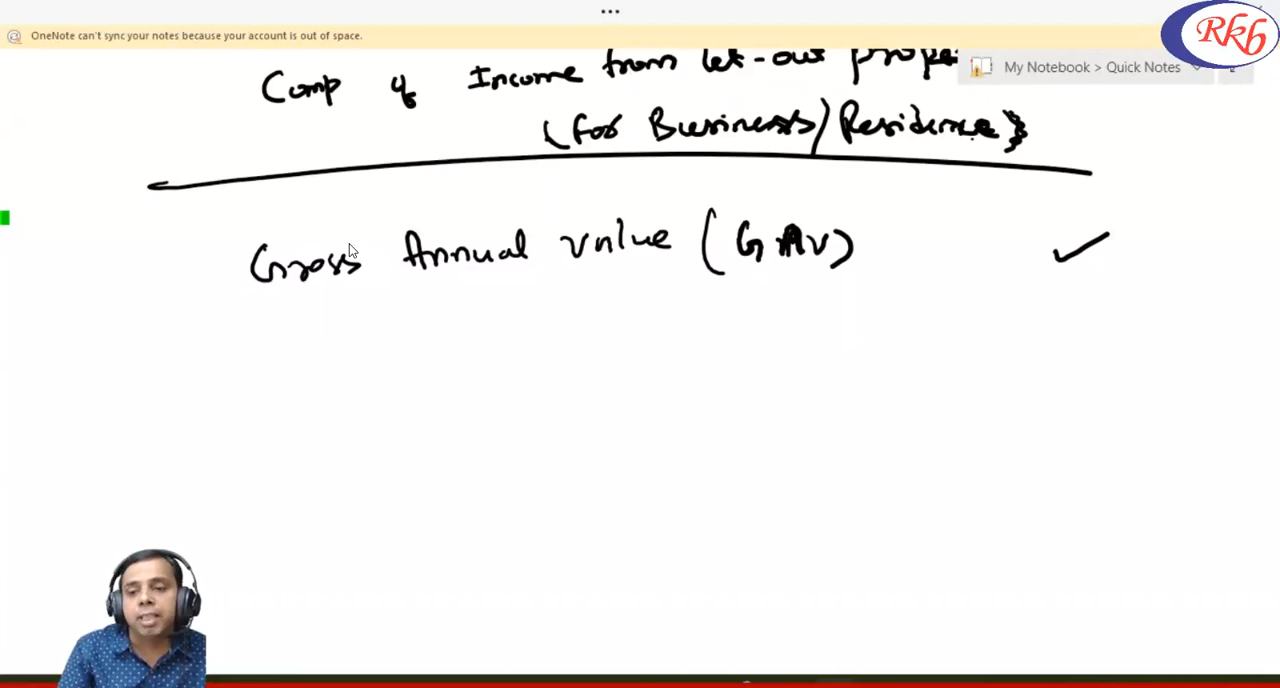 OneNote can't sync your notes because your account is out of space.
Rkb
My Notebook > Quick Notes
Comp of Income from let-out prope
(for Business/Residence}
Gross Annual value (GAV)